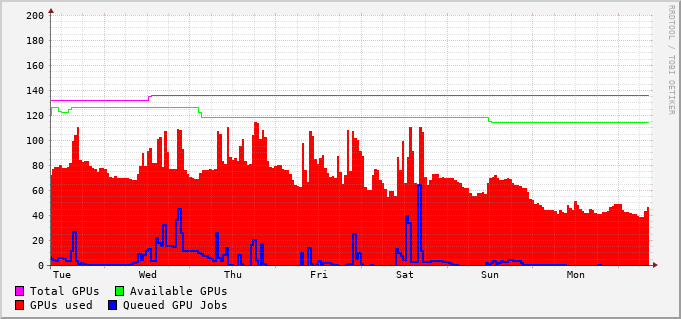 RRDTOOL / TOBI OETIKER
200
180
160
140
120
100
80
60
40
20
0
Tue Wed Thu Fri Sat Sun Mon
Total GPUs Available GPUs
GPUs used Queued GPU Jobs